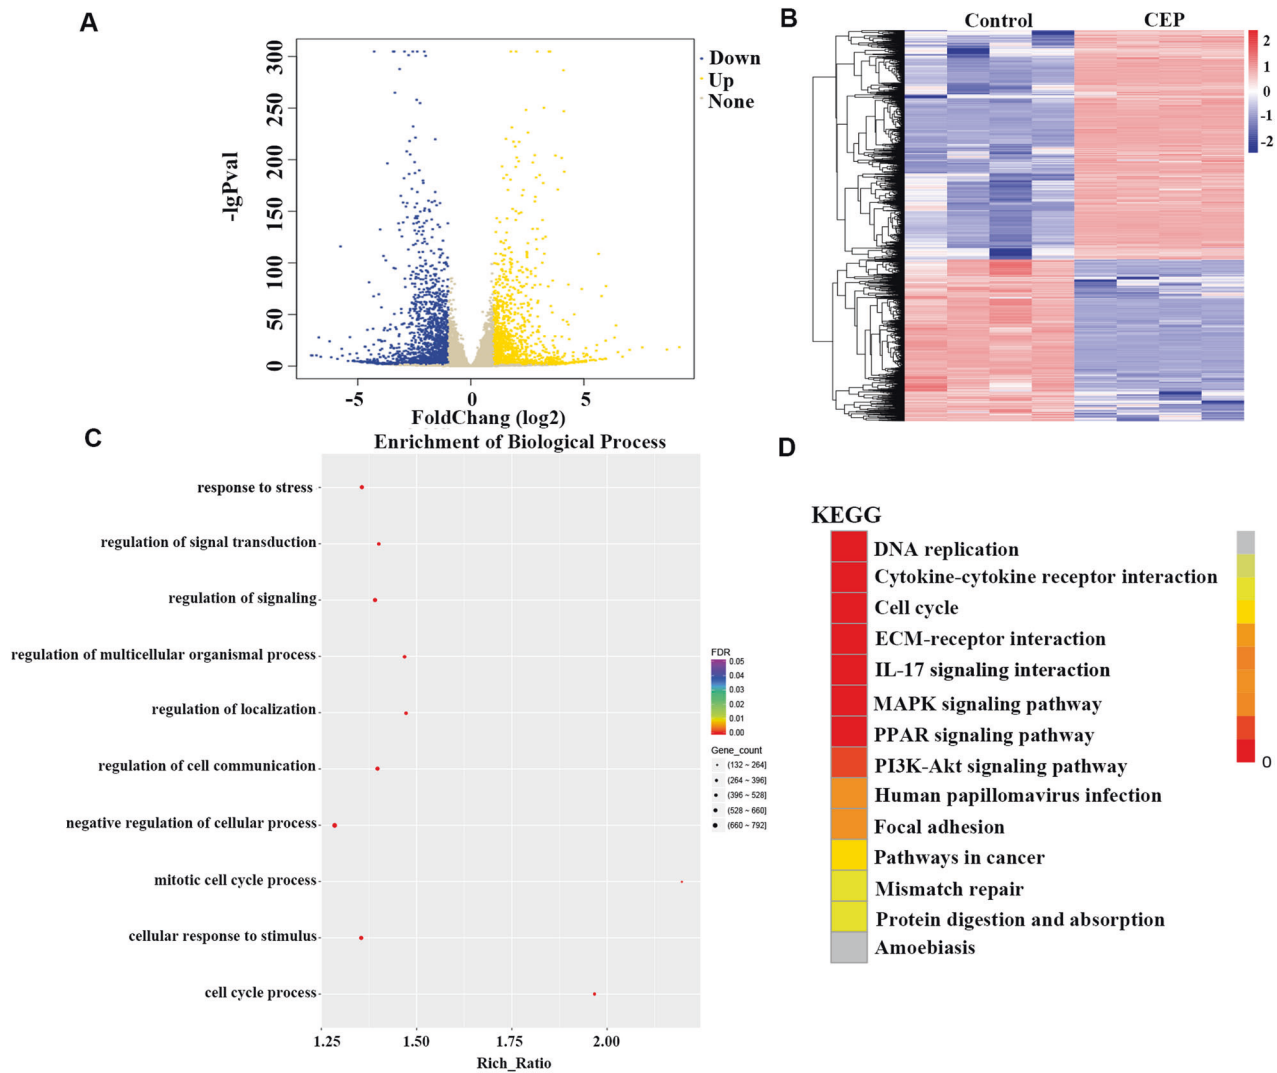 A
300
250
200
150
100
50
0
-lgPval
-5
0
5
FoldChang (log2)
Down
Up
None
B
Control
CEP
2
1
0
-1
-2
C
Enrichment of Biological Process
response to stress
regulation of signal transduction
regulation of signaling
regulation of multicellular organismal process
regulation of localization
regulation of cell communication
negative regulation of cellular process
mitotic cell cycle process
cellular response to stimulus
cell cycle process
1.25
1.50
1.75
2.00
Rich_Ratio
FDR
0.05
0.04
0.03
0.02
0.01
0.00
Gene_count
(132 ~ 264]
(264 ~ 396]
(396 ~ 528]
(528 ~ 660]
(660 ~ 792]
D
KEGG
DNA replication
Cytokine-cytokine receptor interaction
Cell cycle
ECM-receptor interaction
IL-17 signaling interaction
MAPK signaling pathway
PPAR signaling pathway
PI3K-Akt signaling pathway
Human papillomavirus infection
Focal adhesion
Pathways in cancer
Mismatch repair
Protein digestion and absorption
Amoebiasis
0